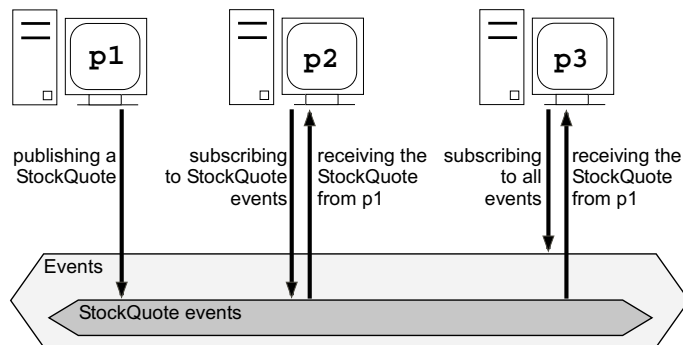 p1
p2
p3
publishing a
StockQuote
subscribing
to StockQuote
events
receiving the
StockQuote
from p1
subscribing
to all
events
receiving the
StockQuote
from p1
Events
StockQuote events